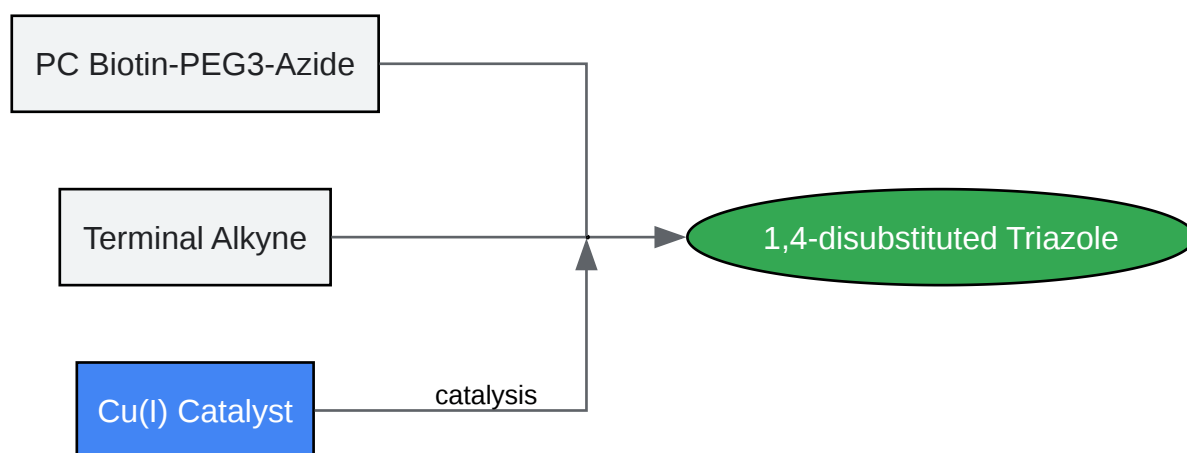 PC Biotin-PEG3-Azide
Terminal Alkyne
1,4-disubstituted Triazole
catalysis
Cu(I) Catalyst